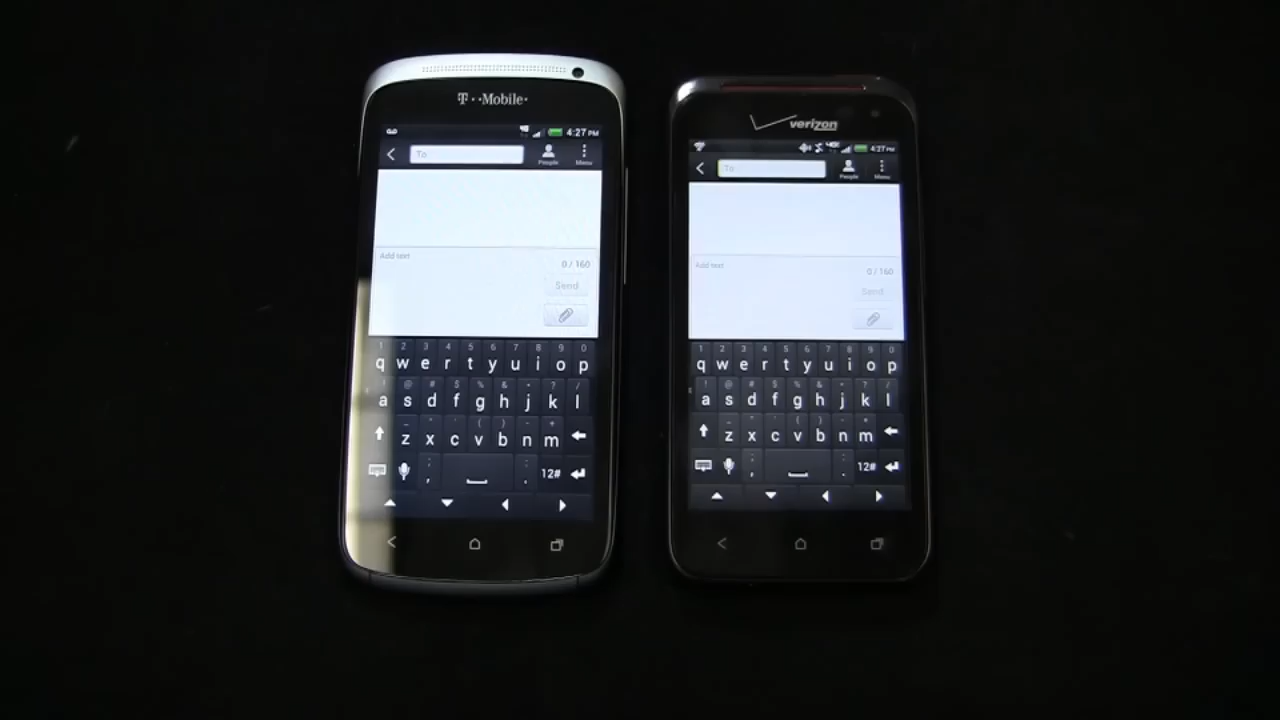 T··Mobile·
4:27 PM
To
People
Menu
Add text
0 / 160
Send
1 2 3 4 5 6 7 8 9 0
q w e r t y u i o p
! @ # $ % & * ? /
a s d f g h j k l
_ - ( ) +
z x c v b n m
12#
verizon
4:27 PM
To
People
Menu
Add text
0 / 160
Send
1 2 3 4 5 6 7 8 9 0
q w e r t y u i o p
! @ # $ % & * ? /
a s d f g h j k l
_ - ( ) +
z x c v b n m
12#